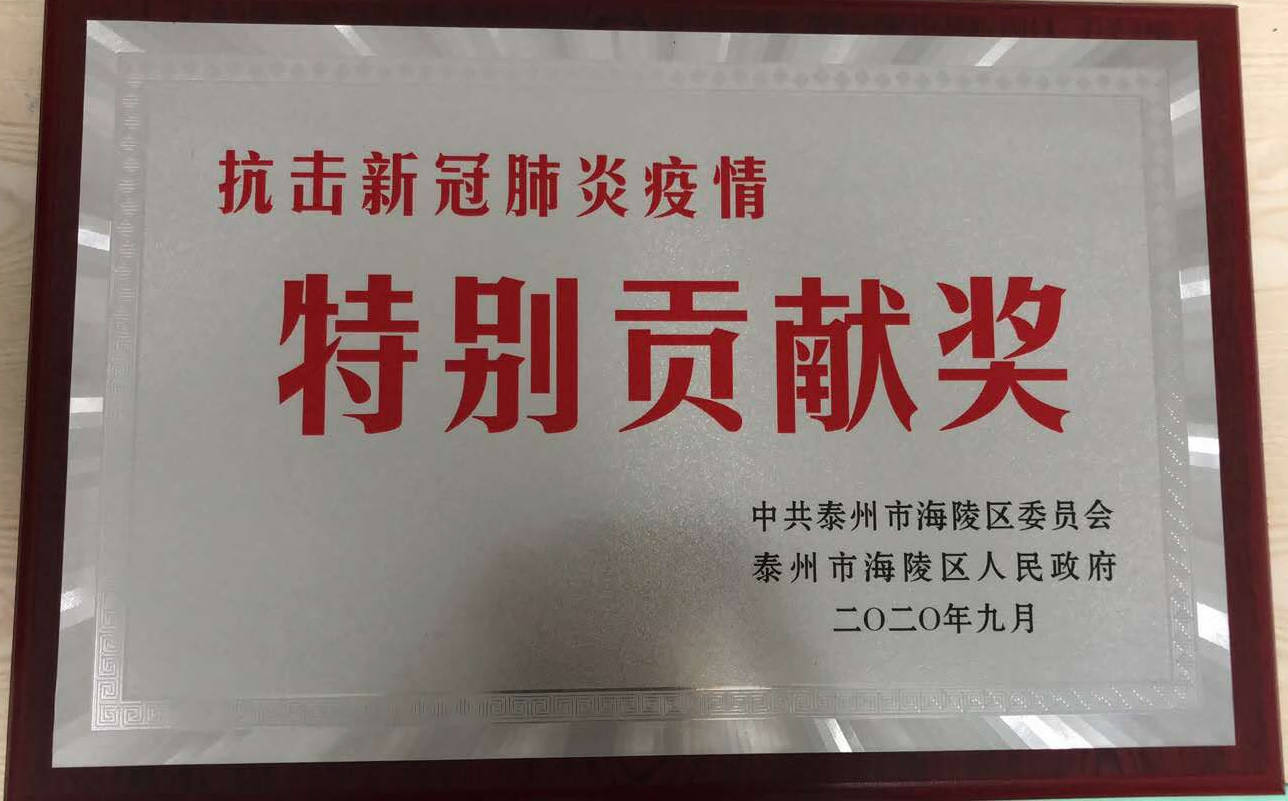 抗击新冠肺炎疫情
特别贡献奖
中共泰州市海陵区委员会
泰州市海陵区人民政府
二〇二〇年九月